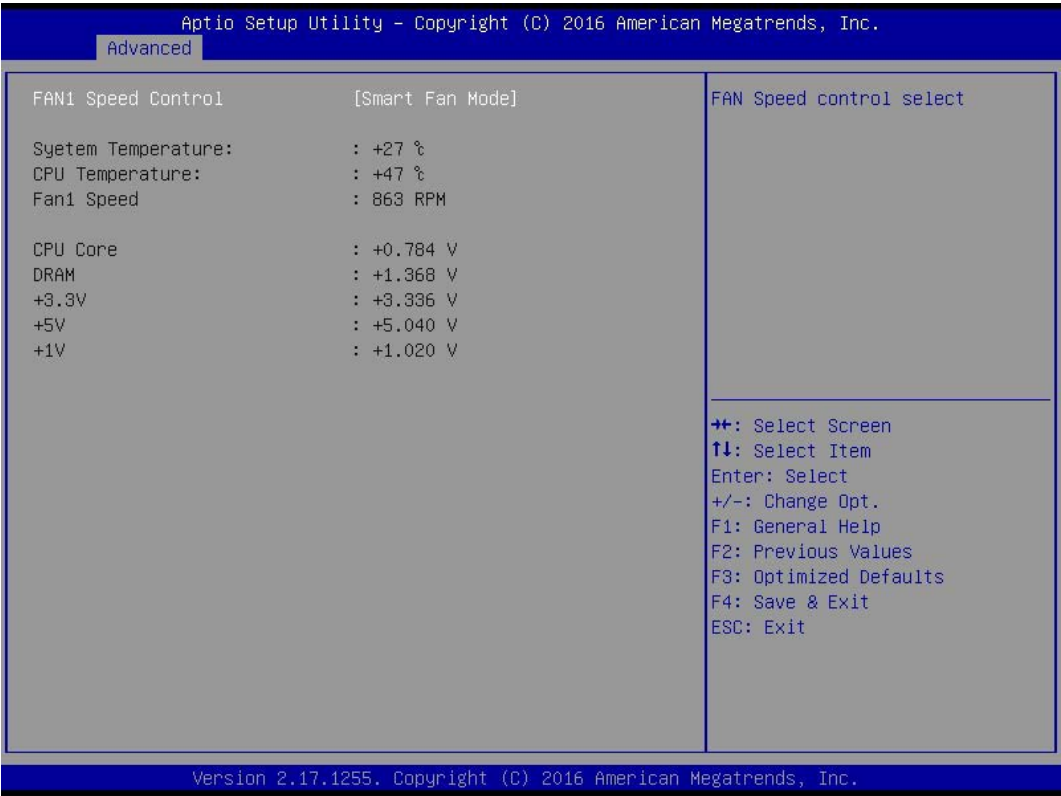 Aptio Setup Utility – Copyright (C) 2016 American Megatrends, Inc.
Advanced
FAN1 Speed Control [Smart Fan Mode]
Syetem Temperature: : +27 ℃
CPU Temperature: : +47 ℃
Fan1 Speed : 863 RPM
CPU Core : +0.784 V
DRAM : +1.368 V
+3.3V : +3.336 V
+5V : +5.040 V
+1V : +1.020 V
FAN Speed control select
→←: Select Screen
↑↓: Select Item
Enter: Select
+/-: Change Opt.
F1: General Help
F2: Previous Values
F3: Optimized Defaults
F4: Save & Exit
ESC: Exit
Version 2.17.1255. Copyright (C) 2016 American Megatrends, Inc.